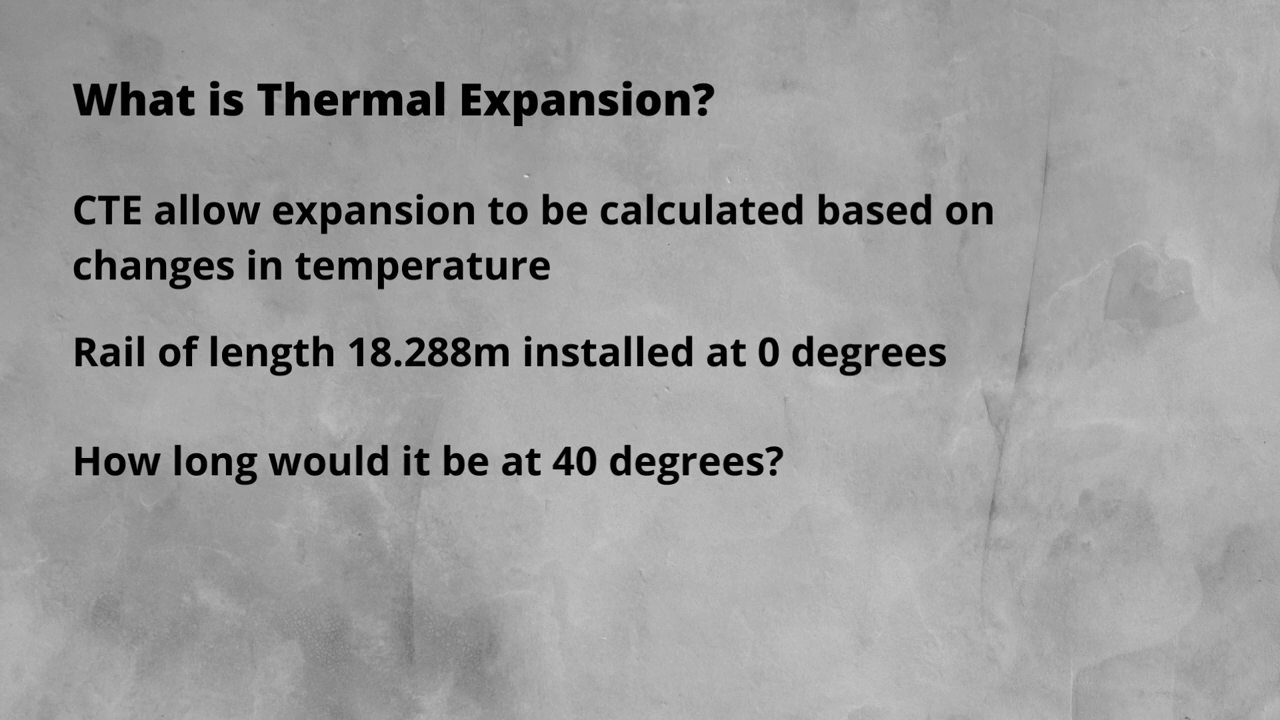 What is Thermal Expansion?
CTE allow expansion to be calculated based on
changes in temperature
Rail of length 18.288m installed at 0 degrees
How long would it be at 40 degrees?